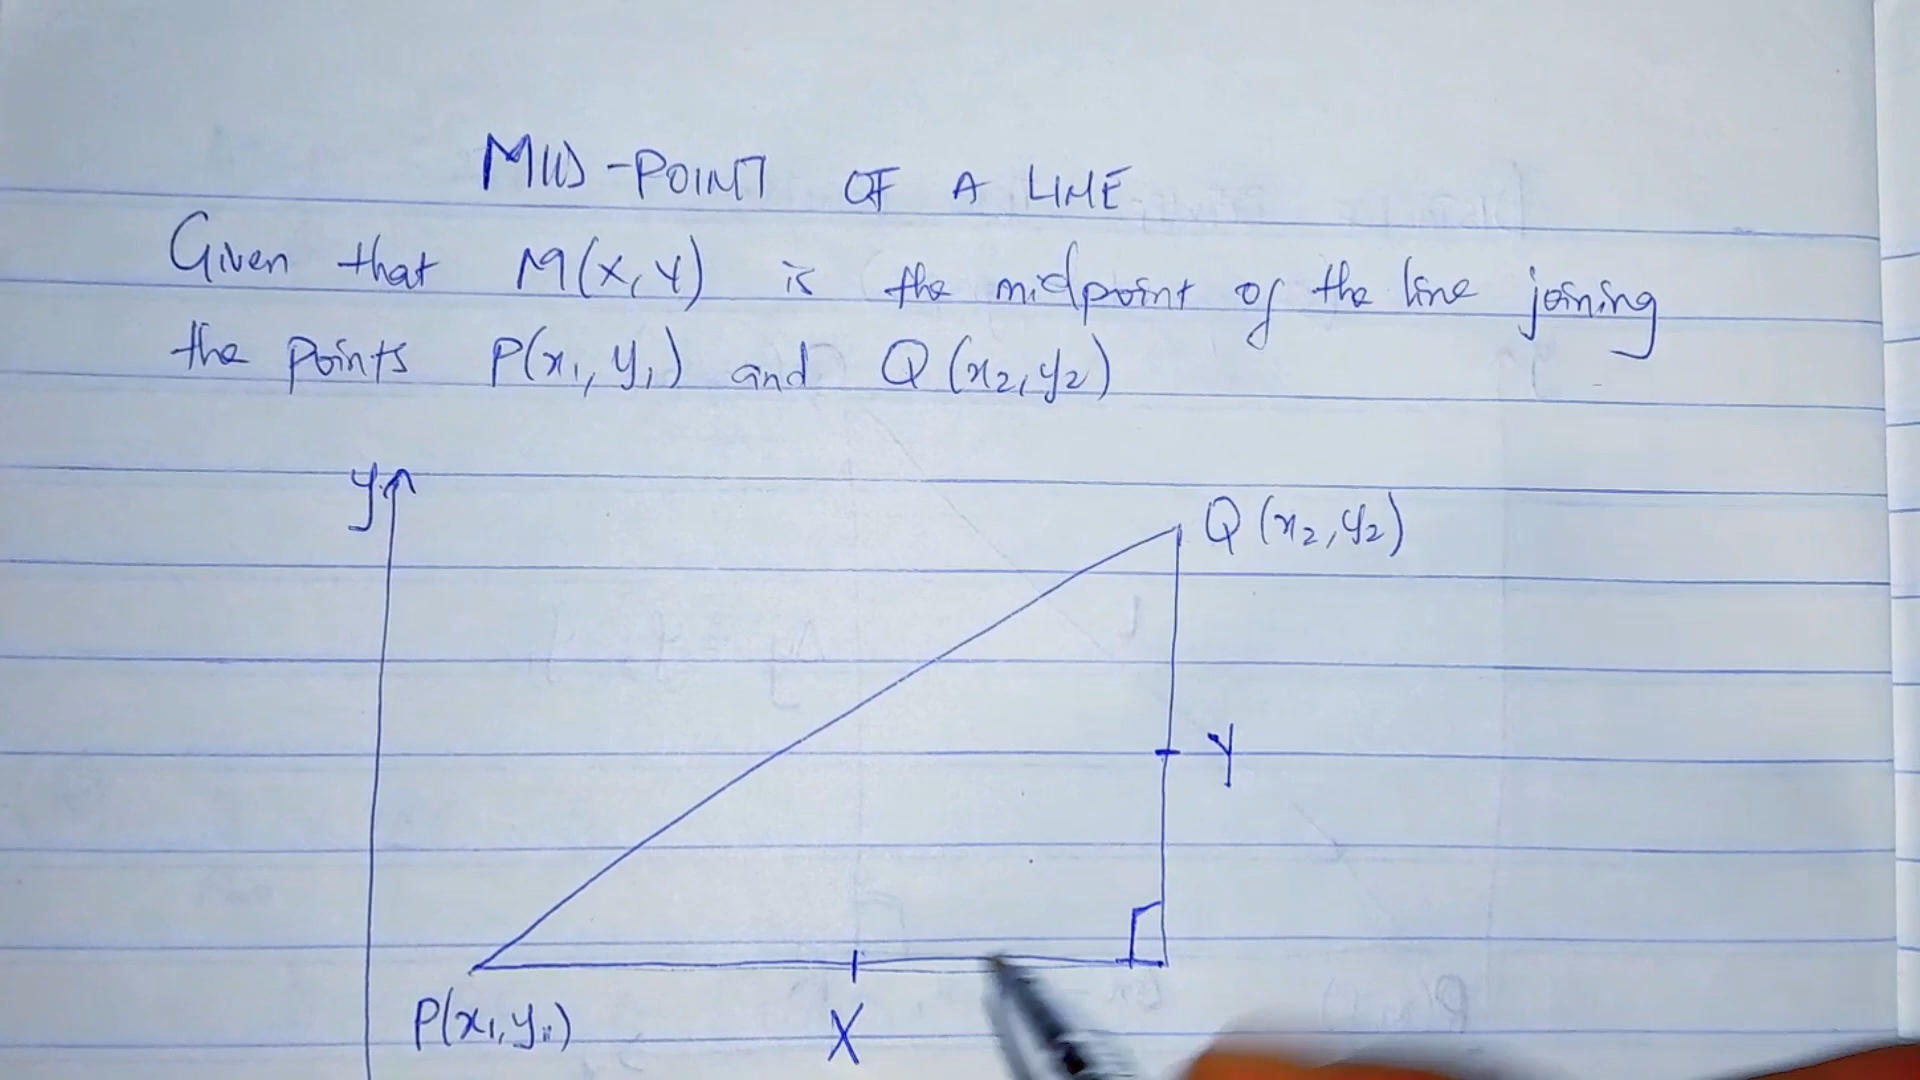 MID-POINT OF A LINE
Given that M(X,Y) is the midpoint of the line joining
the points P(x₁, y₁) and Q(x₂, y₂)
y
Q(x₂, y₂)
Y
P(x₁, y₁)
X